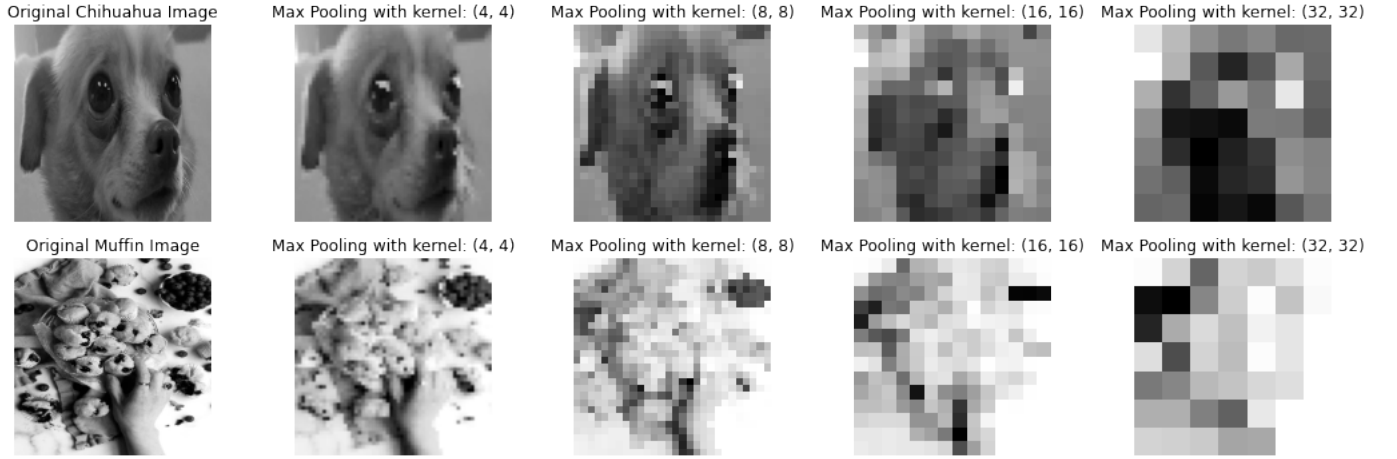 Original Chihuahua Image
Max Pooling with kernel: (4, 4)
Max Pooling with kernel: (8, 8)
Max Pooling with kernel: (16, 16)
Max Pooling with kernel: (32, 32)
Original Muffin Image
Max Pooling with kernel: (4, 4)
Max Pooling with kernel: (8, 8)
Max Pooling with kernel: (16, 16)
Max Pooling with kernel: (32, 32)